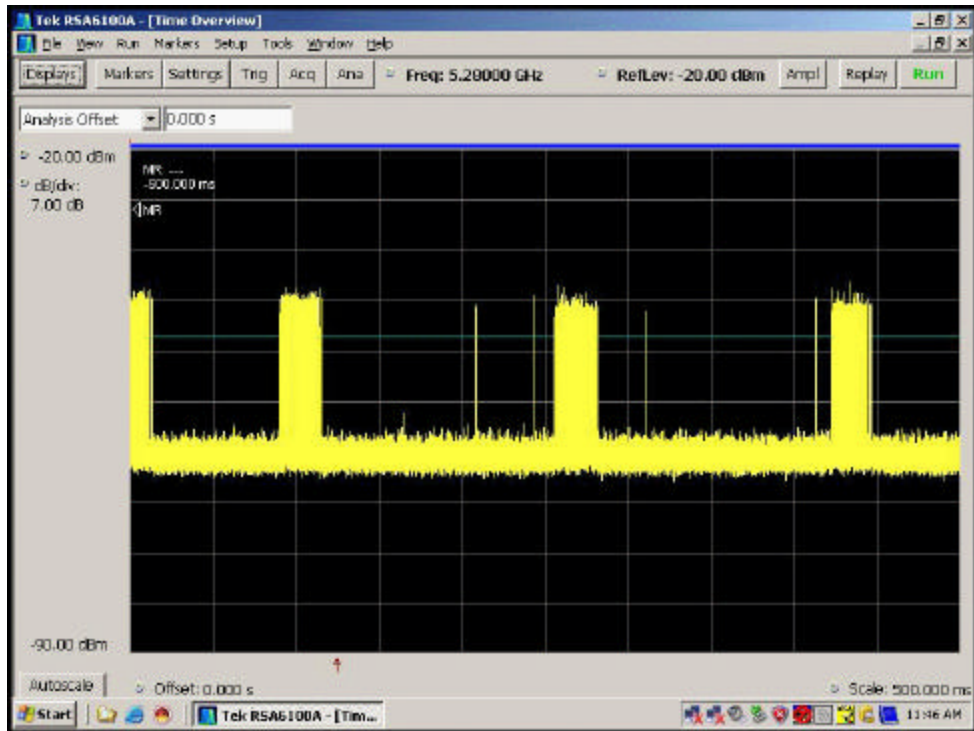 Tek RSA6100A - [Time Overview]
File View Run Markers Setup Tools Window Help
Displays Markers Settings Trig Acq Ana Freq: 5.28000 GHz RefLev: -20.00 dBm Ampl Replay Run
Analysis Offset 0.000 s
-20.00 dBm
dB/div:
7.00 dB
MR: ---
-500.000 ms
MR
-90.00 dBm
Autoscale Offset: 0.000 s Scale: 500.000 ms
Start Tek RSA6100A - [Tim... 11:46 AM